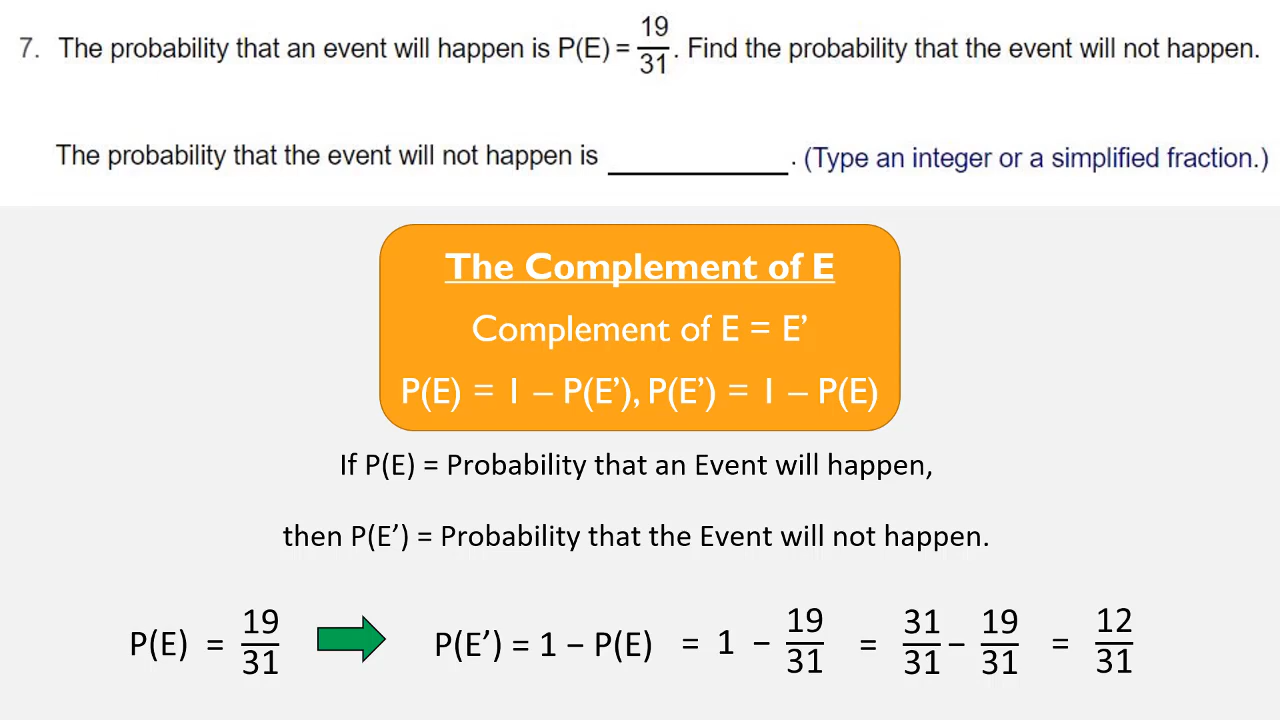 7. The probability that an event will happen is P(E) = 19/31. Find the probability that the event will not happen.
The probability that the event will not happen is __________. (Type an integer or a simplified fraction.)
The Complement of E
Complement of E = E’
P(E) = 1 – P(E’), P(E’) = 1 – P(E)
If P(E) = Probability that an Event will happen,
then P(E’) = Probability that the Event will not happen.
P(E) = 19/31 P(E’) = 1 − P(E) = 1 − 19/31 = 31/31 − 19/31 = 12/31